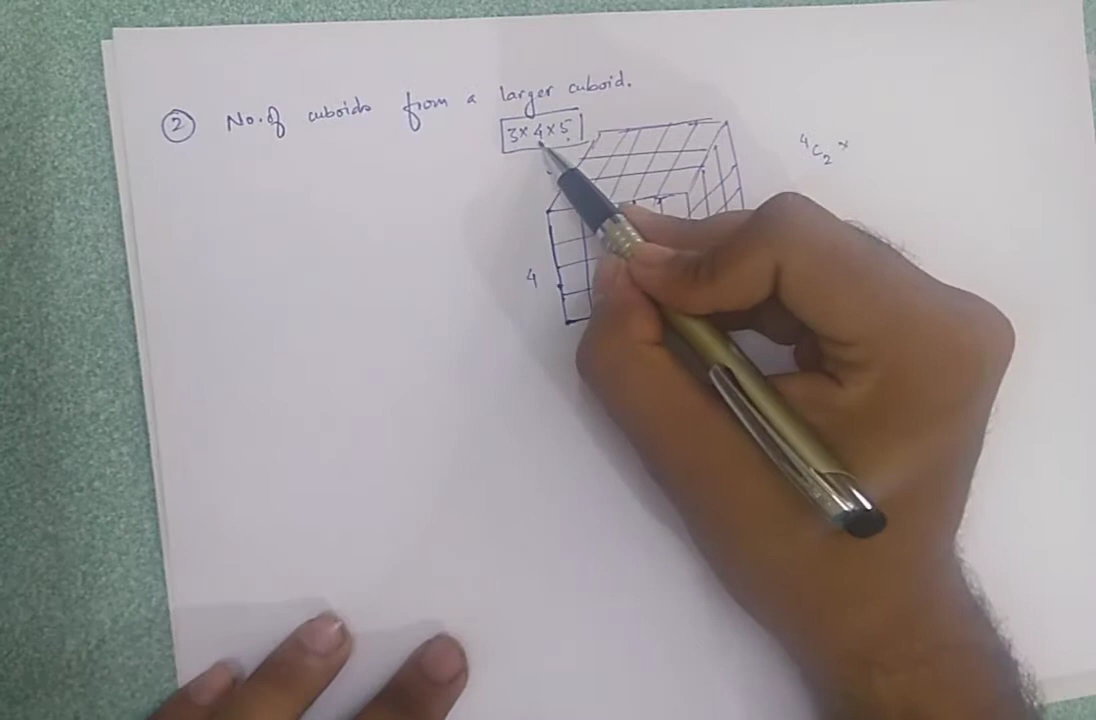 ② No. of cuboids from a larger cuboid.
3 × 4 × 5
⁴C₂ ×
4